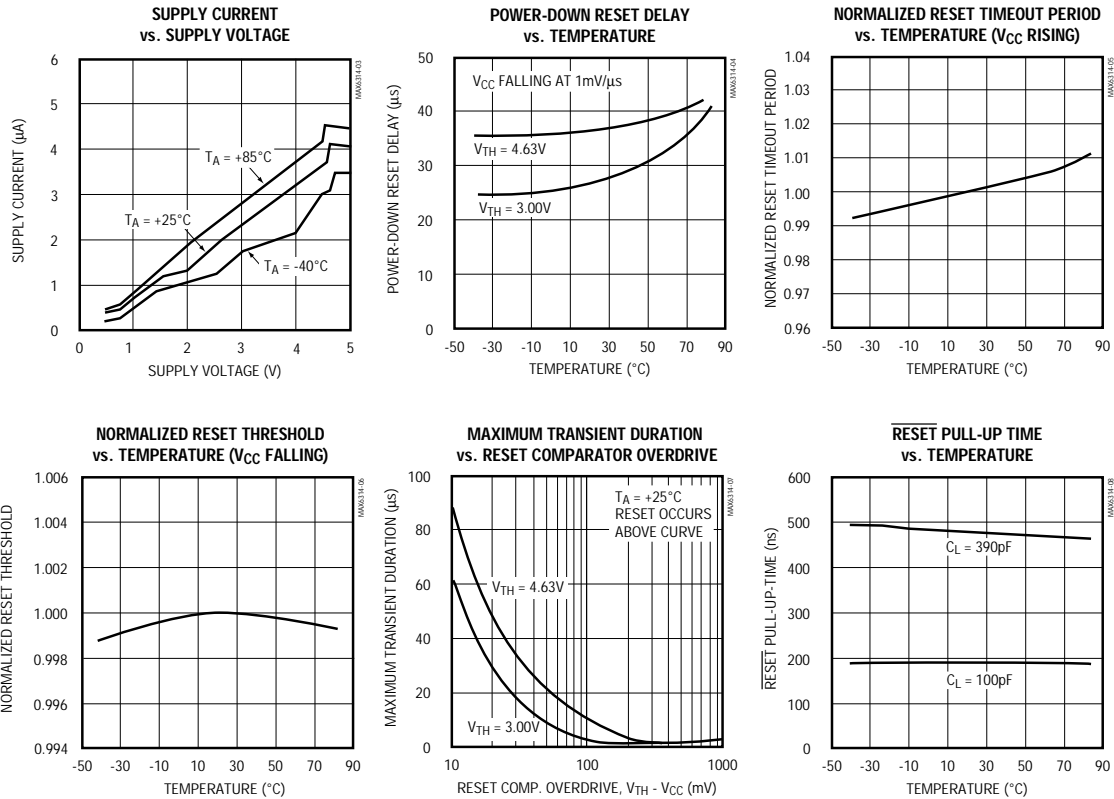 SUPPLY CURRENT
vs. SUPPLY VOLTAGE
MAX6314-03
SUPPLY CURRENT (µA)
6
5
4
3
2
1
0
TA = +85°C
TA = +25°C
TA = -40°C
0 1 2 3 4 5
SUPPLY VOLTAGE (V)
POWER-DOWN RESET DELAY
vs. TEMPERATURE
MAX6314-04
POWER-DOWN RESET DELAY (µs)
50
40
30
20
10
0
VCC FALLING AT 1mV/µs
VTH = 4.63V
VTH = 3.00V
-50 -30 -10 10 30 50 70 90
TEMPERATURE (°C)
NORMALIZED RESET TIMEOUT PERIOD
vs. TEMPERATURE (VCC RISING)
MAX6314-05
NORMALIZED RESET TIMEOUT PERIOD
1.04
1.03
1.02
1.01
1.00
0.99
0.98
0.97
0.96
-50 -30 -10 10 30 50 70 90
TEMPERATURE (°C)
NORMALIZED RESET THRESHOLD
vs. TEMPERATURE (VCC FALLING)
MAX6314-06
NORMALIZED RESET THRESHOLD
1.006
1.004
1.002
1.000
0.998
0.996
0.994
-50 -30 -10 10 30 50 70 90
TEMPERATURE (°C)
MAXIMUM TRANSIENT DURATION
vs. RESET COMPARATOR OVERDRIVE
MAX6314-07
MAXIMUM TRANSIENT DURATION (µs)
100
80
60
40
20
0
TA = +25°C
RESET OCCURS
ABOVE CURVE
VTH = 4.63V
VTH = 3.00V
10 100 1000
RESET COMP. OVERDRIVE, VTH - VCC (mV)
RESET PULL-UP TIME
vs. TEMPERATURE
MAX6314-08
RESET PULL-UP-TIME (ns)
600
500
400
300
200
100
0
CL = 390pF
CL = 100pF
-50 -30 -10 10 30 50 70 90
TEMPERATURE (°C)